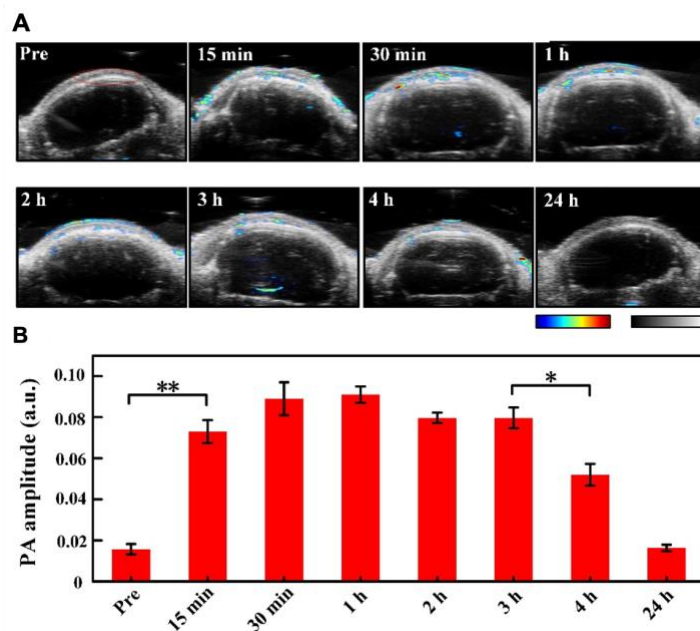 A
Pre
15 min
30 min
1 h
2 h
3 h
4 h
24 h
B
PA amplitude (a.u.)
0.10
0.08
0.06
0.04
0.02
0
**
*
Pre
15 min
30 min
1 h
2 h
3 h
4 h
24 h